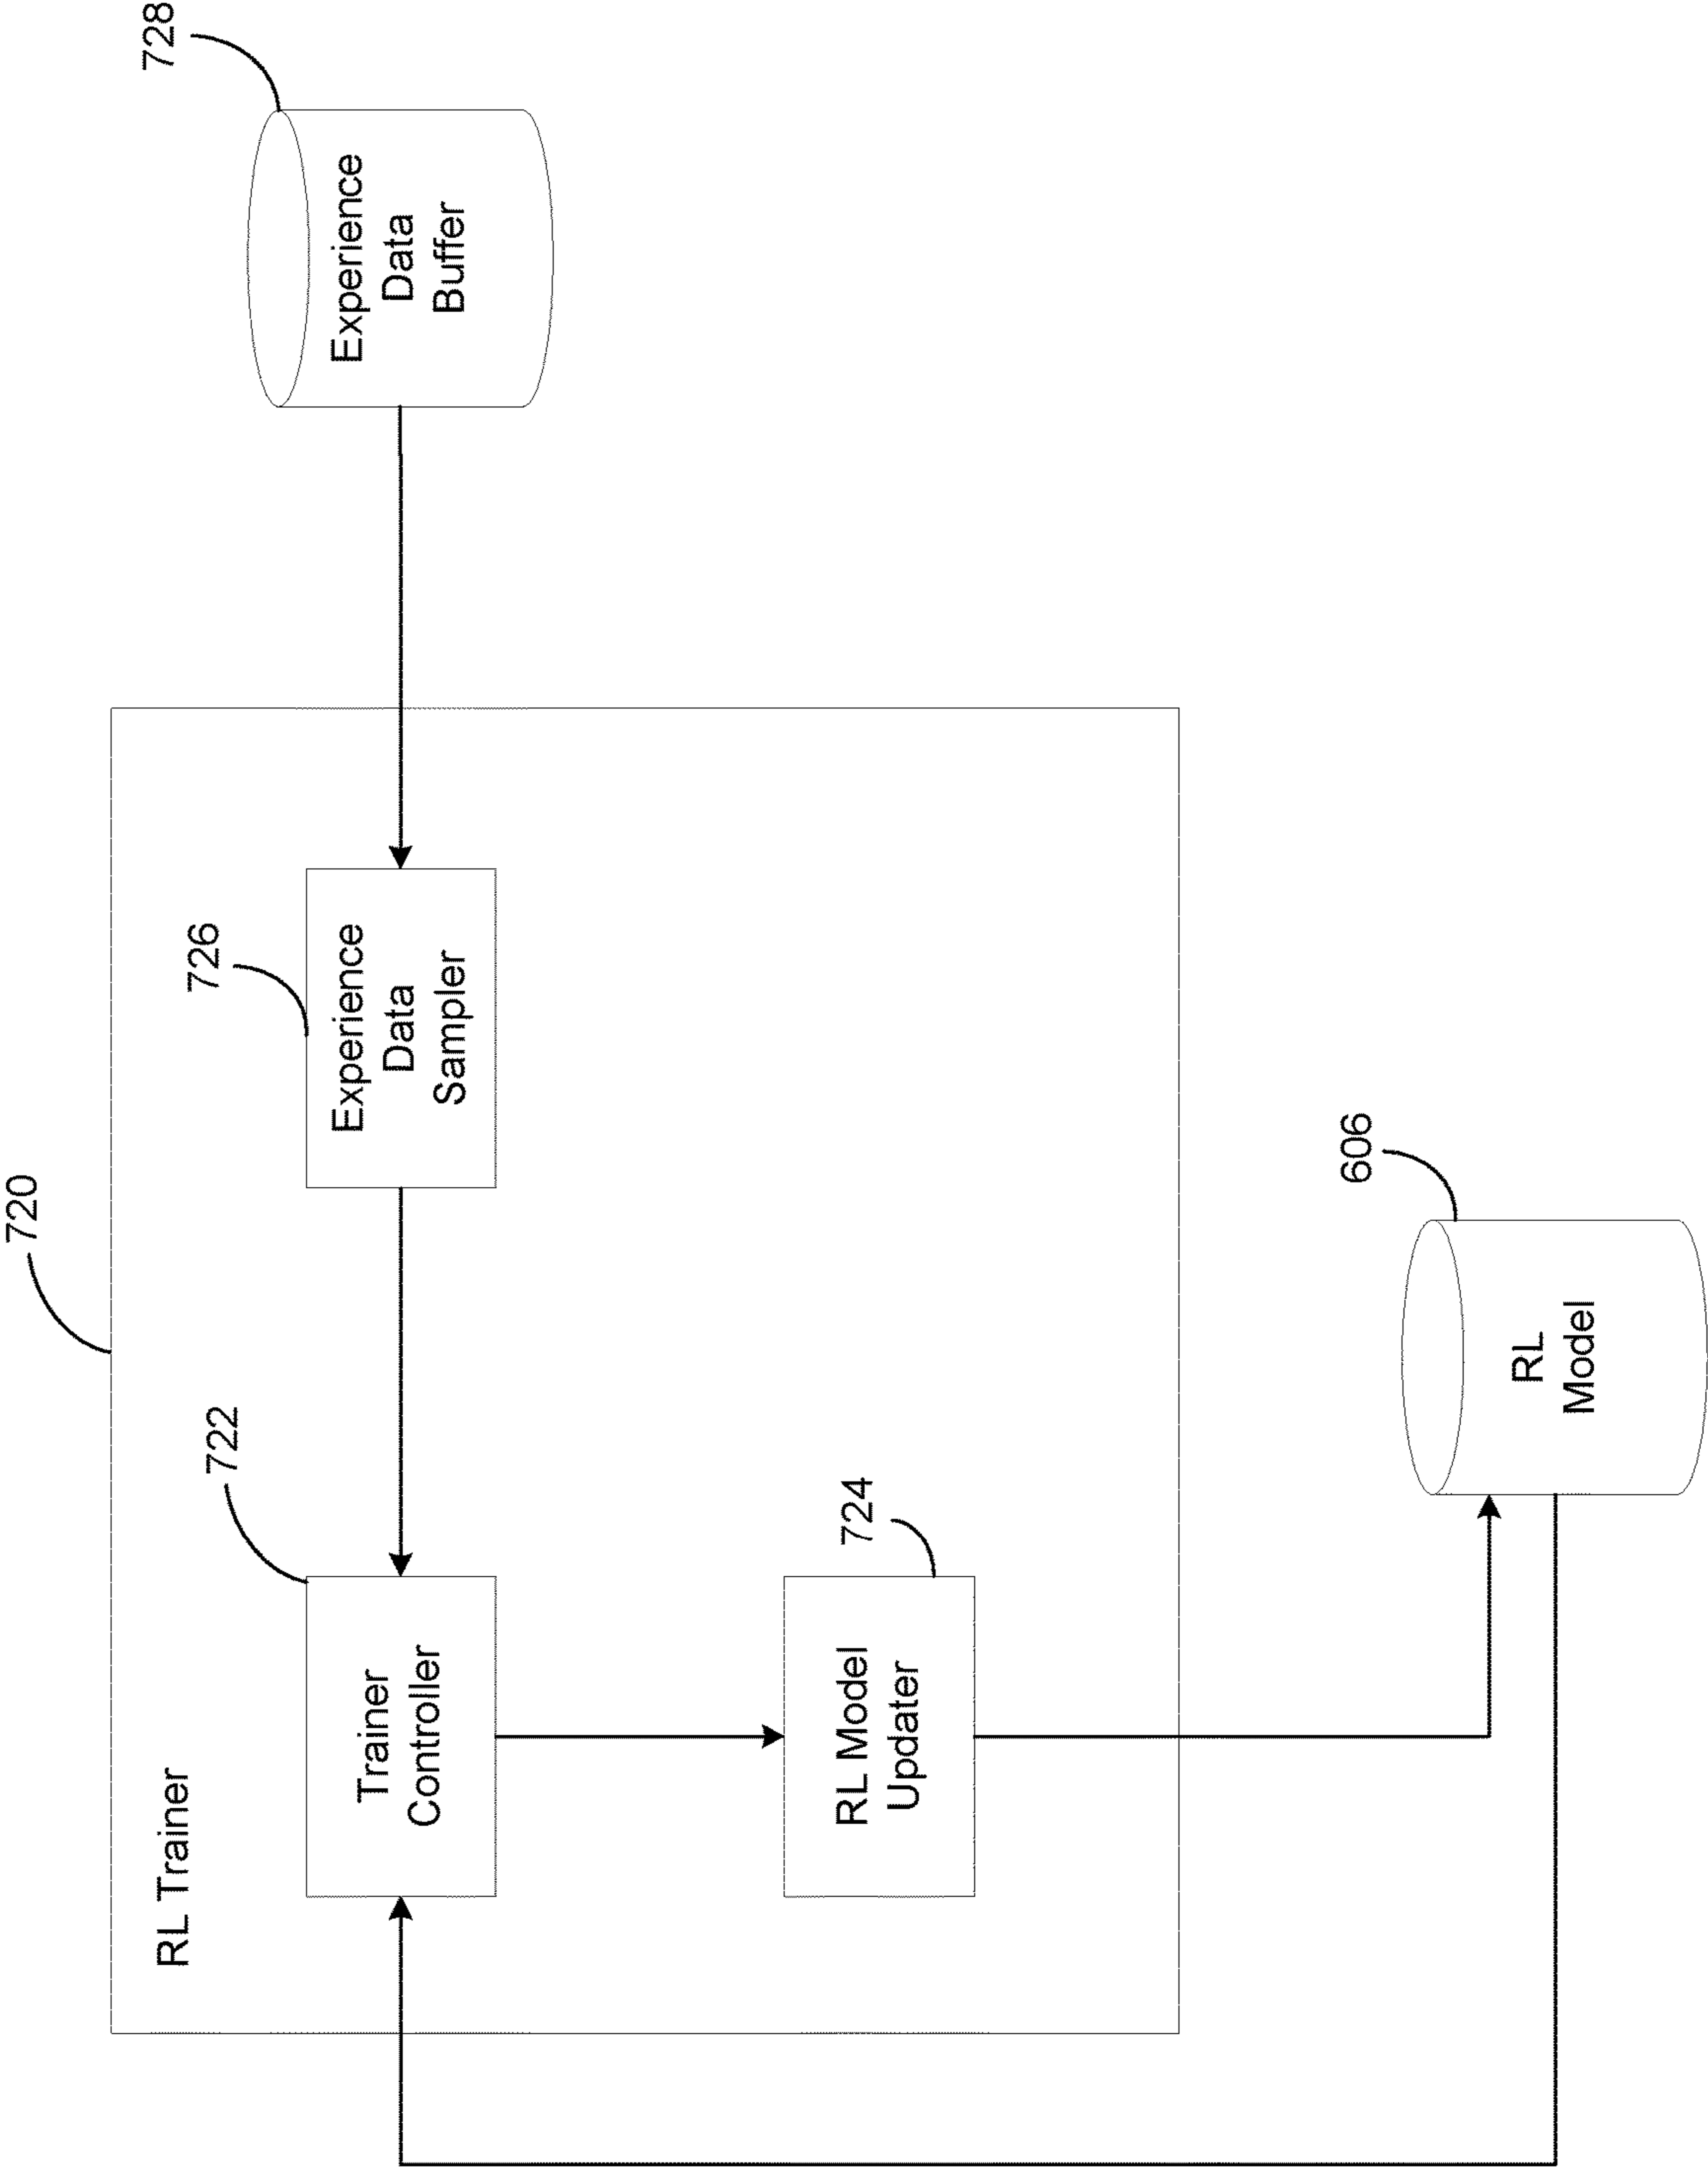 720
RL Trainer
722
Trainer
Controller
726
Experience
Data
Sampler
728
Experience
Data
Buffer
724
RL Model
Updater
606
RL
Model